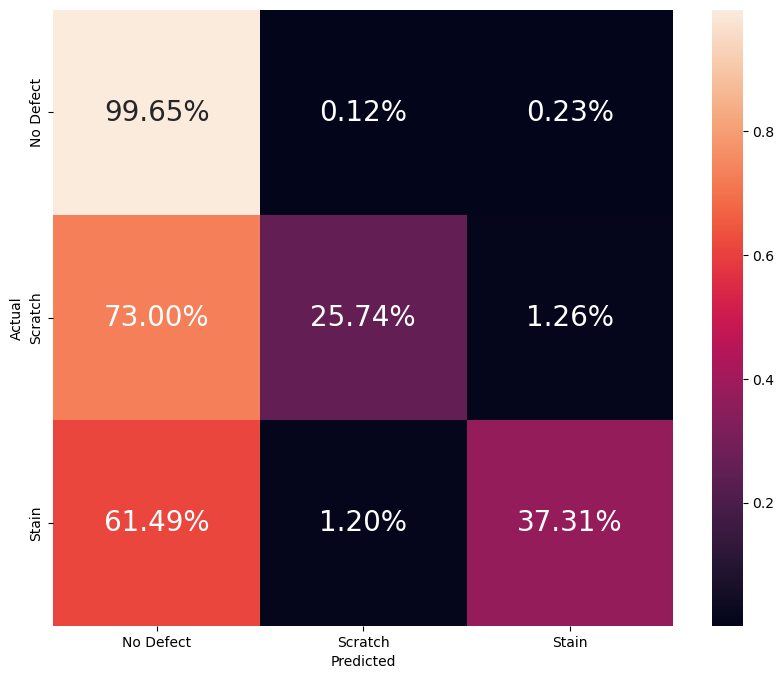 No Defect
99.65%
0.12%
0.23%
0.8
Actual
Scratch
73.00%
25.74%
1.26%
0.6
0.4
Stain
61.49%
1.20%
37.31%
0.2
No Defect
Scratch
Stain
Predicted